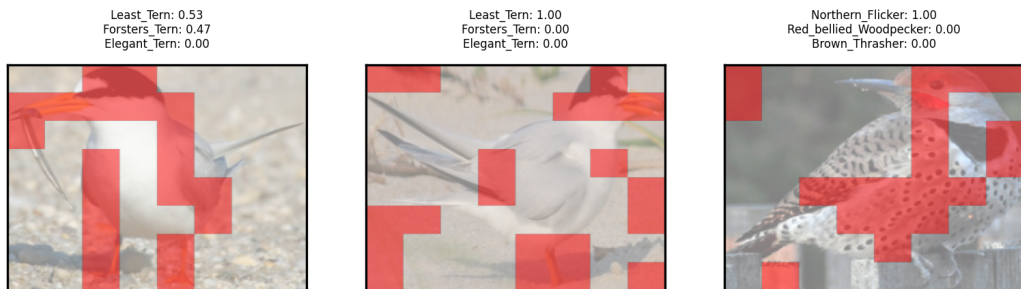 Least_Tern: 0.53
Forsters_Tern: 0.47
Elegant_Tern: 0.00
Least_Tern: 1.00
Forsters_Tern: 0.00
Elegant_Tern: 0.00
Northern_Flicker: 1.00
Red_bellied_Woodpecker: 0.00
Brown_Thrasher: 0.00